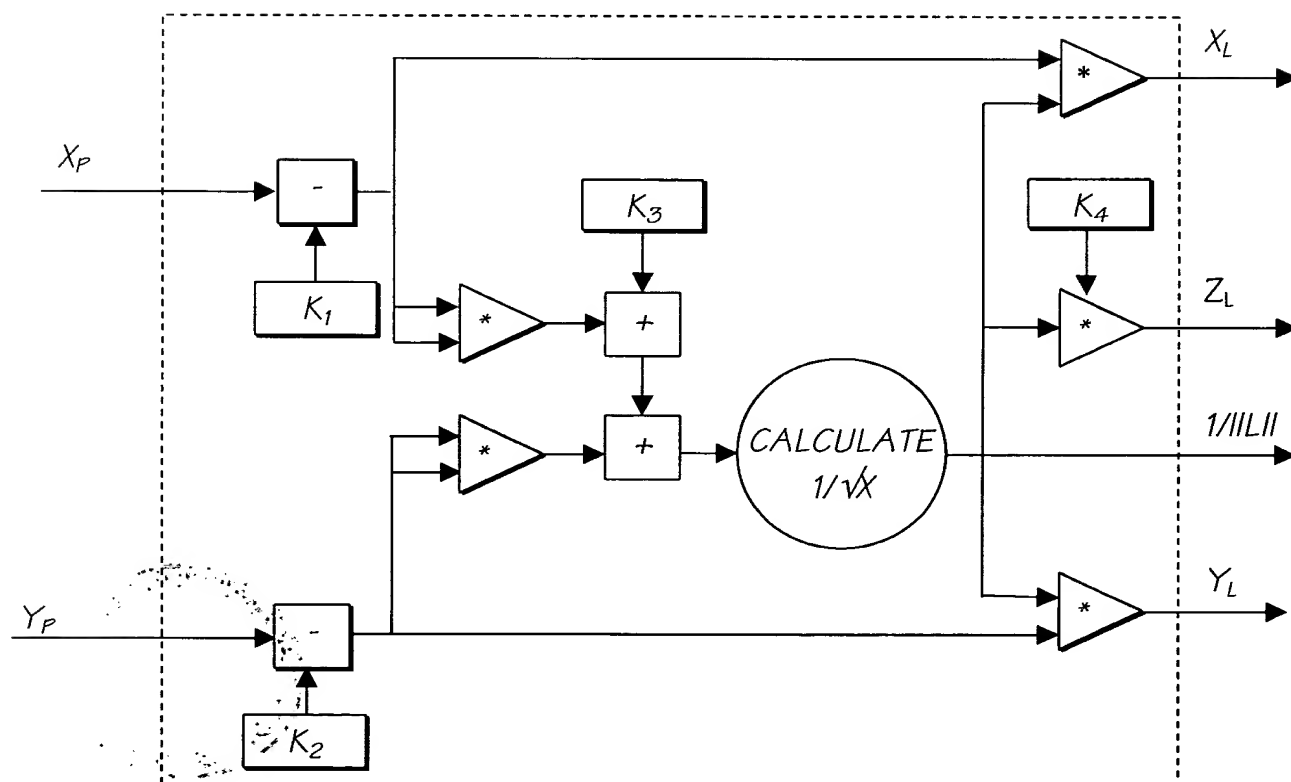 X_L
*
X_P
-
K_3
K_4
K_1
*
+
*
Z_L
*
+
CALCULATE
1/√X
1/||L||
Y_P
-
*
Y_L
K_2